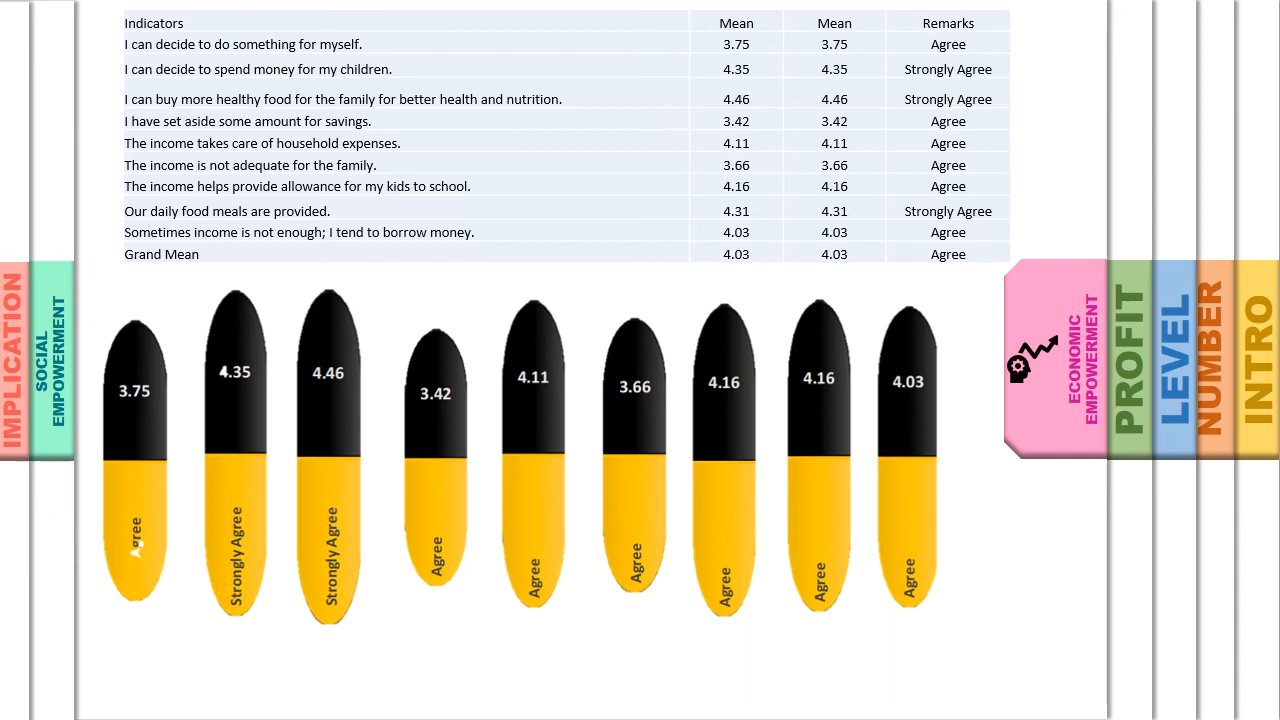 Indicators Mean Mean Remarks
I can decide to do something for myself. 3.75 3.75 Agree
I can decide to spend money for my children. 4.35 4.35 Strongly Agree
I can buy more healthy food for the family for better health and nutrition. 4.46 4.46 Strongly Agree
I have set aside some amount for savings. 3.42 3.42 Agree
The income takes care of household expenses. 4.11 4.11 Agree
The income is not adequate for the family. 3.66 3.66 Agree
The income helps provide allowance for my kids to school. 4.16 4.16 Agree
Our daily food meals are provided. 4.31 4.31 Strongly Agree
Sometimes income is not enough; I tend to borrow money. 4.03 4.03 Agree
Grand Mean 4.03 4.03 Agree
IMPLICATION
SOCIAL
EMPOWERMENT
3.75 4.35 4.46 3.42 4.11 3.66 4.16 4.16 4.03
Agree Strongly Agree Strongly Agree Agree Agree Agree Agree Agree Agree
ECONOMIC
EMPOWERMENT
PROFIT
LEVEL
NUMBER
INTRO